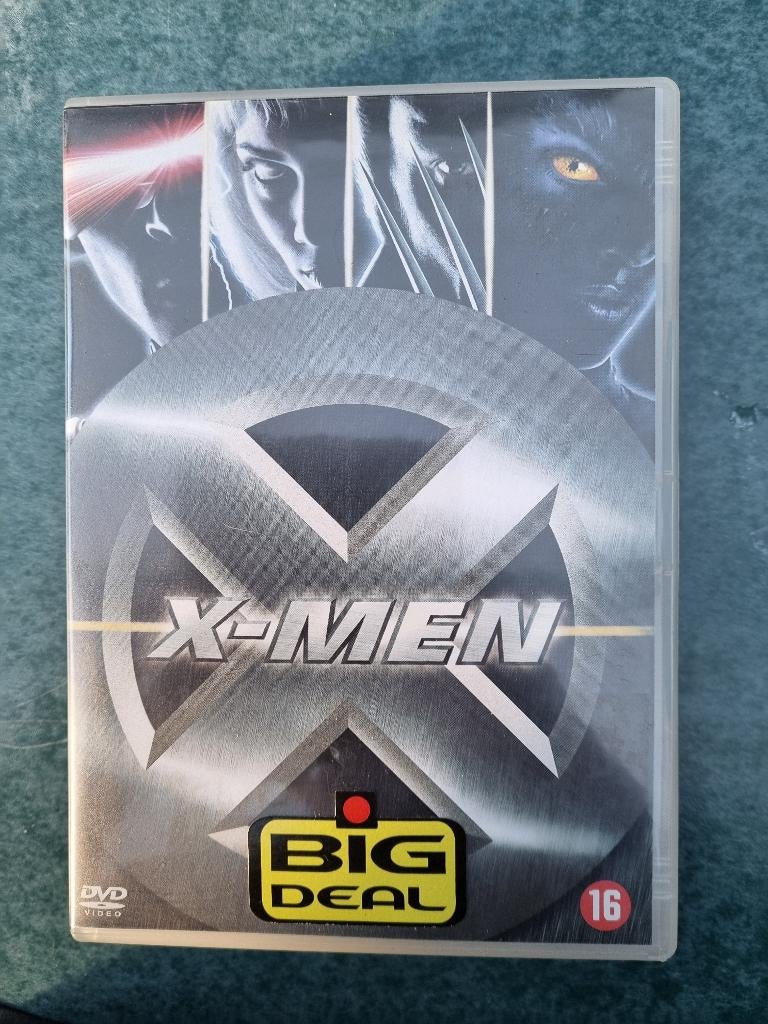 X-MEN
BIG
DEAL
DVD
VIDEO
16